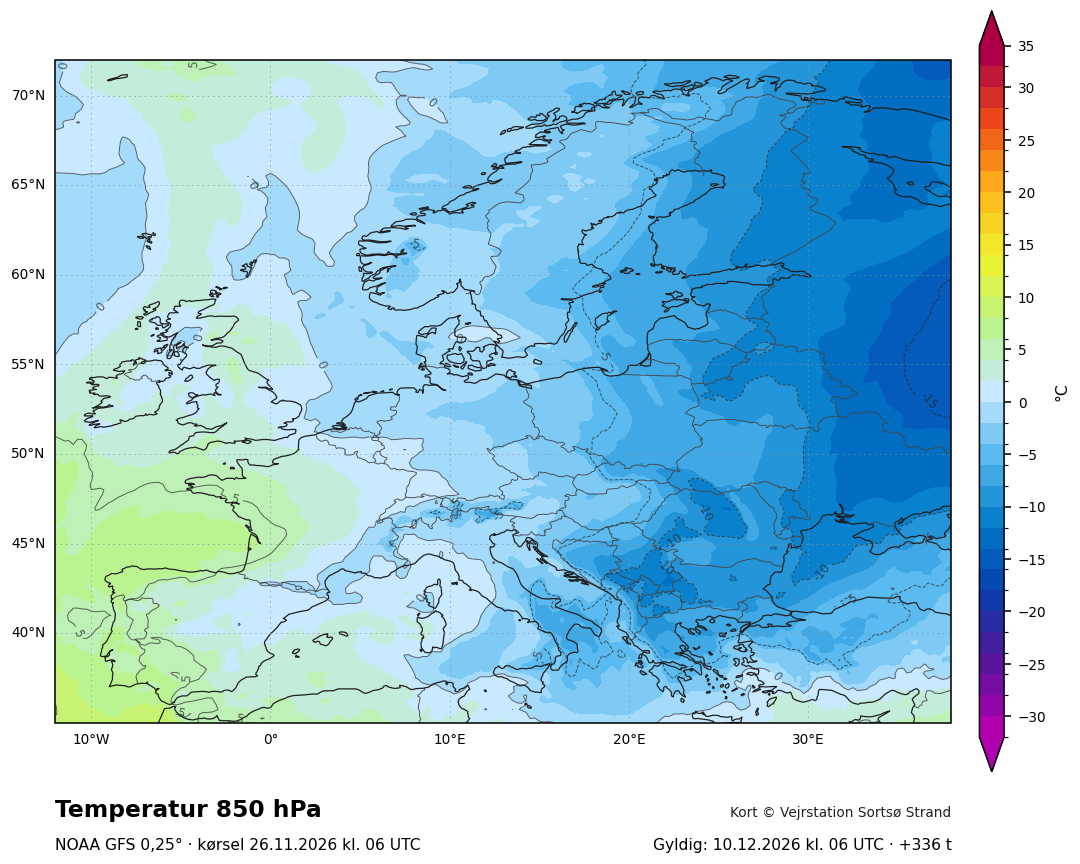 70°N
65°N
60°N
55°N
50°N
45°N
40°N
10°W
0°
10°E
20°E
30°E
35
30
25
20
15
10
5
0
−5
−10
−15
−20
−25
−30
°C
Temperatur 850 hPa
Kort © Vejrstation Sortsø Strand
NOAA GFS 0,25° · kørsel 26.11.2026 kl. 06 UTC
Gyldig: 10.12.2026 kl. 06 UTC · +336 t